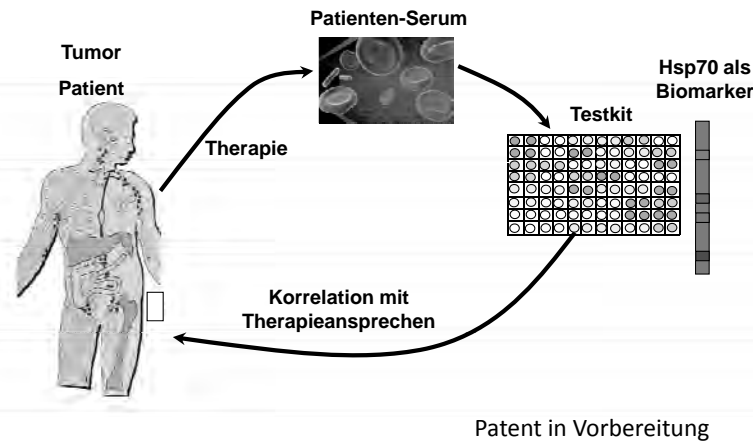 Patienten-Serum
Tumor
Patient
Hsp70 als
Biomarker
Testkit
Therapie
Korrelation mit
Therapieansprechen
Patent in Vorbereitung